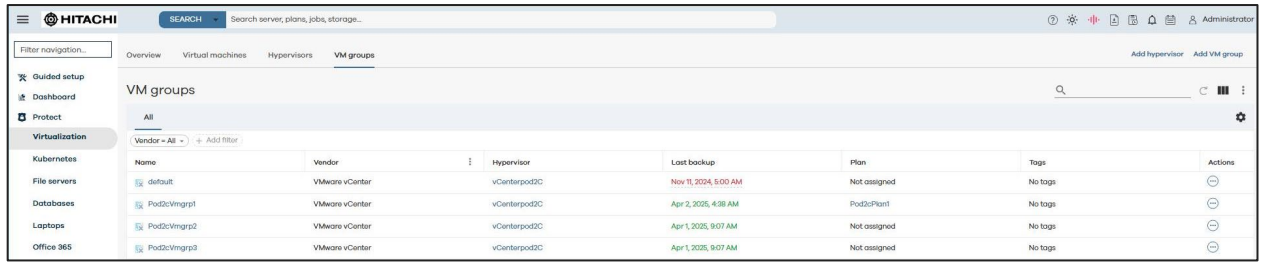 HITACHI SEARCH Search server, plans, jobs, storage... Administrator
Filter navigation... Overview Virtual machines Hypervisors VM groups Add hypervisor Add VM group
Guided setup
Dashboard
Protect
Virtualization
Kubernetes
File servers
Databases
Laptops
Office 365
VM groups
All
Vendor = All + Add filter
Name Vendor Hypervisor Last backup Plan Tags Actions
default VMware vCenter vCenterpod2C Nov 11, 2024, 5:00 AM Not assigned No tags
Pod2cVmgrp1 VMware vCenter vCenterpod2C Apr 2, 2025, 4:38 AM Pod2cPlan1 No tags
Pod2cVmgrp2 VMware vCenter vCenterpod2C Apr 1, 2025, 9:07 AM Not assigned No tags
Pod2cVmgrp3 VMware vCenter vCenterpod2C Apr 1, 2025, 9:07 AM Not assigned No tags